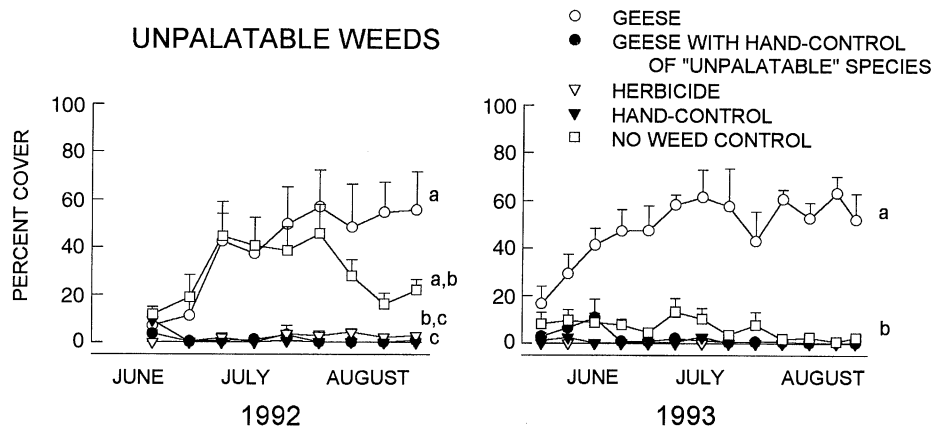 UNPALATABLE WEEDS
GEESE
GEESE WITH HAND-CONTROL
OF "UNPALATABLE" SPECIES
HERBICIDE
HAND-CONTROL
NO WEED CONTROL
PERCENT COVER
100
80
60
40
20
0
a
a,b
b,c
c
JUNE JULY AUGUST
1992
100
80
60
40
20
0
a
b
JUNE JULY AUGUST
1993